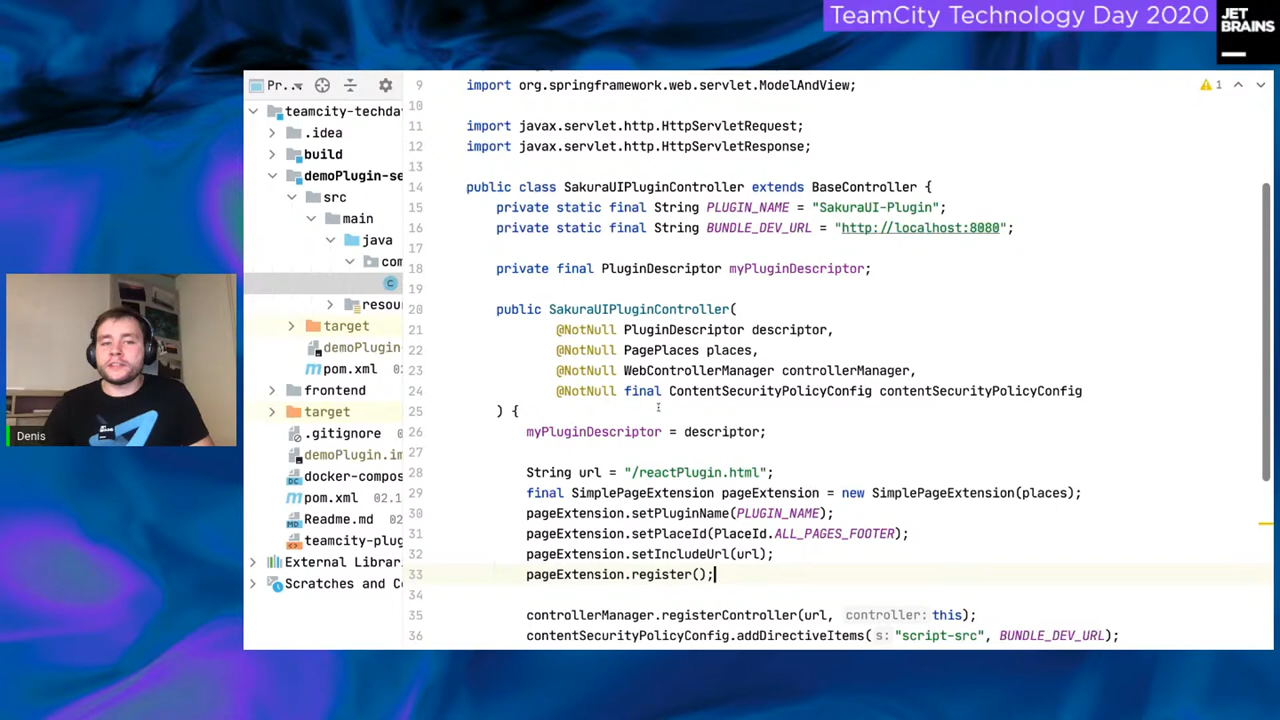 TeamCity Technology Day 2020
JET
BRAINS
Pr..
teamcity-techda
.idea
build
demoPlugin-se
src
main
java
com
resou
target
demoPlugin-
pom.xml 02
frontend
target
.gitignore
demoPlugin.im
docker-compos
pom.xml 02.1
Readme.md 02
teamcity-plug
External Librar
Scratches and Co
1
9 import org.springframework.web.servlet.ModelAndView;
10
11 import javax.servlet.http.HttpServletRequest;
12 import javax.servlet.http.HttpServletResponse;
13
14 public class SakuraUIPluginController extends BaseController {
15 private static final String PLUGIN_NAME = "SakuraUI-Plugin";
16 private static final String BUNDLE_DEV_URL = "http://localhost:8080";
17
18 private final PluginDescriptor myPluginDescriptor;
19
20 public SakuraUIPluginController(
21 @NotNull PluginDescriptor descriptor,
22 @NotNull PagePlaces places,
23 @NotNull WebControllerManager controllerManager,
24 @NotNull final ContentSecurityPolicyConfig contentSecurityPolicyConfig
25 ) {
26 myPluginDescriptor = descriptor;
27
28 String url = "/reactPlugin.html";
29 final SimplePageExtension pageExtension = new SimplePageExtension(places);
30 pageExtension.setPluginName(PLUGIN_NAME);
31 pageExtension.setPlaceId(PlaceId.ALL_PAGES_FOOTER);
32 pageExtension.setIncludeUrl(url);
33 pageExtension.register();
34
35 controllerManager.registerController(url, controller: this);
36 contentSecurityPolicyConfig.addDirectiveItems( s: "script-src", BUNDLE_DEV_URL);
Denis